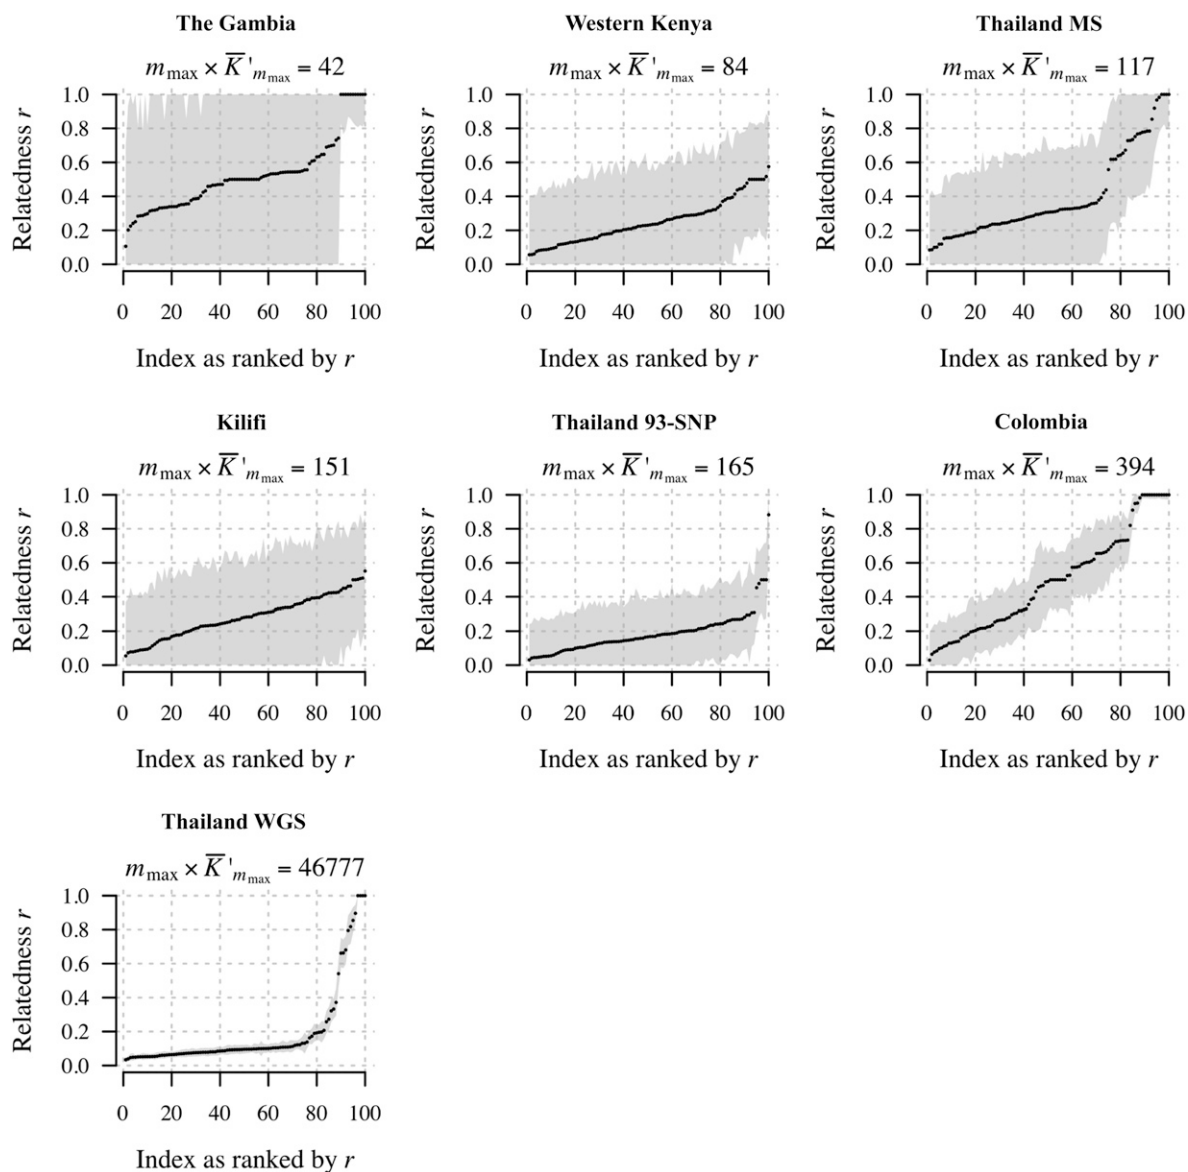 The Gambia
m_max × K̅'_m_max = 42
Relatedness r
1.0
0.8
0.6
0.4
0.2
0.0
0 20 40 60 80 100
Index as ranked by r
Western Kenya
m_max × K̅'_m_max = 84
Relatedness r
1.0
0.8
0.6
0.4
0.2
0.0
0 20 40 60 80 100
Index as ranked by r
Thailand MS
m_max × K̅'_m_max = 117
Relatedness r
1.0
0.8
0.6
0.4
0.2
0.0
0 20 40 60 80 100
Index as ranked by r
Kilifi
m_max × K̅'_m_max = 151
Relatedness r
1.0
0.8
0.6
0.4
0.2
0.0
0 20 40 60 80 100
Index as ranked by r
Thailand 93-SNP
m_max × K̅'_m_max = 165
Relatedness r
1.0
0.8
0.6
0.4
0.2
0.0
0 20 40 60 80 100
Index as ranked by r
Colombia
m_max × K̅'_m_max = 394
Relatedness r
1.0
0.8
0.6
0.4
0.2
0.0
0 20 40 60 80 100
Index as ranked by r
Thailand WGS
m_max × K̅'_m_max = 46777
Relatedness r
1.0
0.8
0.6
0.4
0.2
0.0
0 20 40 60 80 100
Index as ranked by r